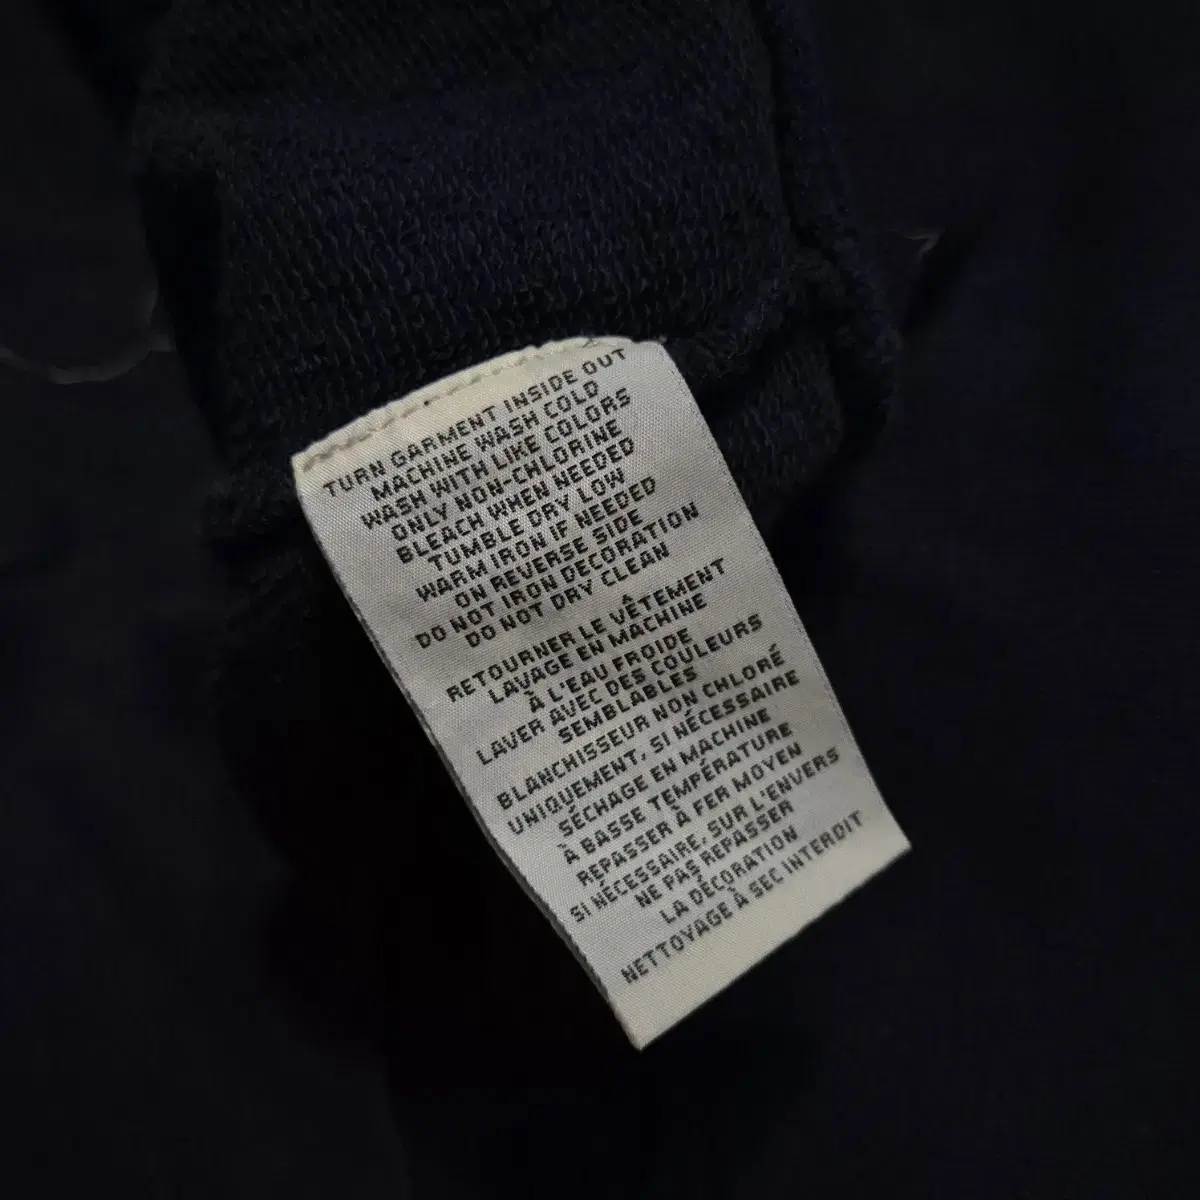 TURN GARMENT INSIDE OUT
MACHINE WASH COLD
WASH WITH LIKE COLORS
ONLY NON-CHLORINE
BLEACH WHEN NEEDED
TUMBLE DRY LOW
WARM IRON IF NEEDED
ON REVERSE SIDE
DO NOT IRON DECORATION
DO NOT DRY CLEAN
RETOURNER LE VÊTEMENT
LAVAGE EN MACHINE
À L'EAU FROIDE
LAVER AVEC DES COULEURS
SEMBLABLES
BLANCHISSEUR NON CHLORÉ
UNIQUEMENT, SI NÉCESSAIRE
SÉCHAGE EN MACHINE
À BASSE TEMPÉRATURE
REPASSER À FER MOYEN
SI NÉCESSAIRE, SUR L'ENVERS
NE PAS REPASSER
LA DÉCORATION
NETTOYAGE À SEC INTERDIT